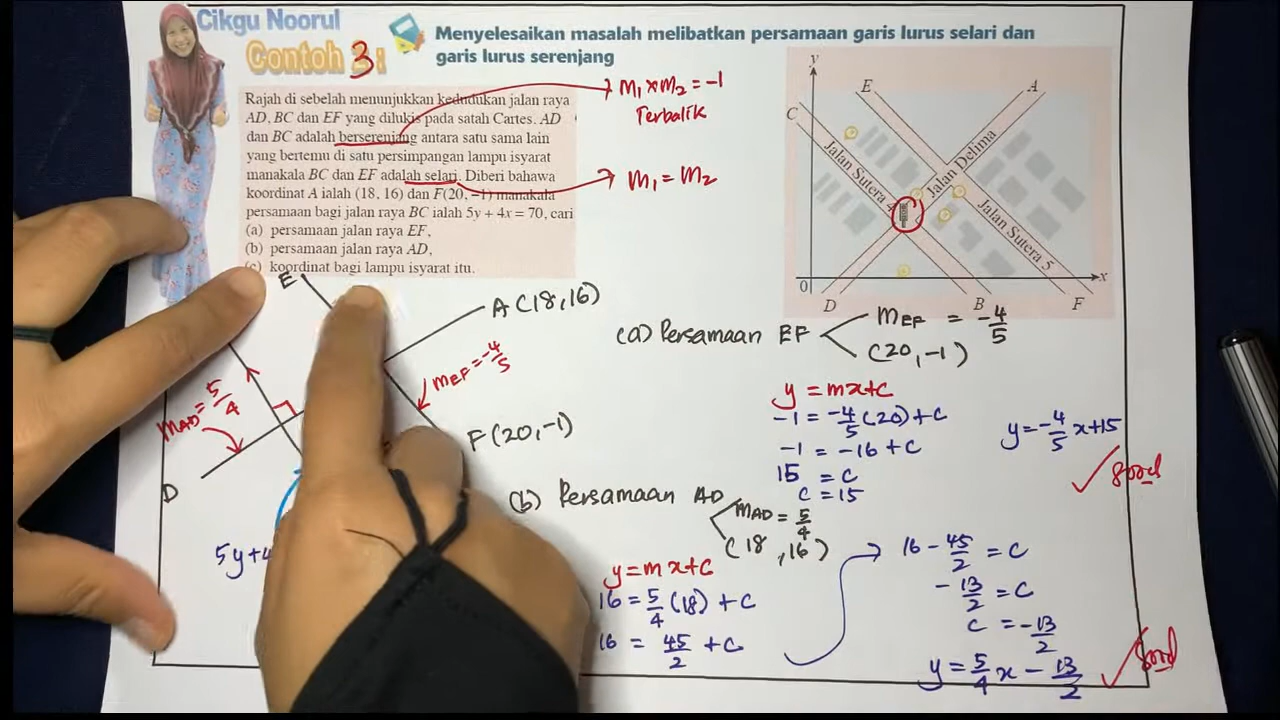 Cikgu Noorul
Contoh 3:
Menyelesaikan masalah melibatkan persamaan garis lurus selari dan
garis lurus serenjang
Rajah di sebelah menunjukkan kedudukan jalan raya
AD, BC dan EF yang dilukis pada satah Cartes. AD
dan BC adalah berserenjang antara satu sama lain
yang bertemu di satu persimpangan lampu isyarat
manakala BC dan EF adalah selari. Diberi bahawa
koordinat A ialah (18, 16) dan F(20, −1) manakala
persamaan bagi jalan raya BC ialah 5y + 4x = 70, cari
(a) persamaan jalan raya EF,
(b) persamaan jalan raya AD,
(c) koordinat bagi lampu isyarat itu.
m₁ × m₂ = -1
Terbalik
m₁ = m₂
y
E
A
C
Jalan Sutera 4
Jalan Delima
Jalan Sutera 5
0
x
D
B
F
E
A (18,16)
m_EF = -4/5
m_AD = 5/4
F (20,-1)
D
5y+4
(a) Persamaan EF
m_EF = -4/5
(20, -1)
y = mx+c
-1 = -4/5 (20) + c
-1 = -16 + c
15 = c
c = 15
y = -4/5 x + 15
good
(b) Persamaan AD
m_AD = 5/4
(18, 16)
y = mx + c
16 = 5/4 (18) + c
16 = 45/2 + c
16 - 45/2 = c
-13/2 = c
c = -13/2
y = 5/4 x - 13/2
good